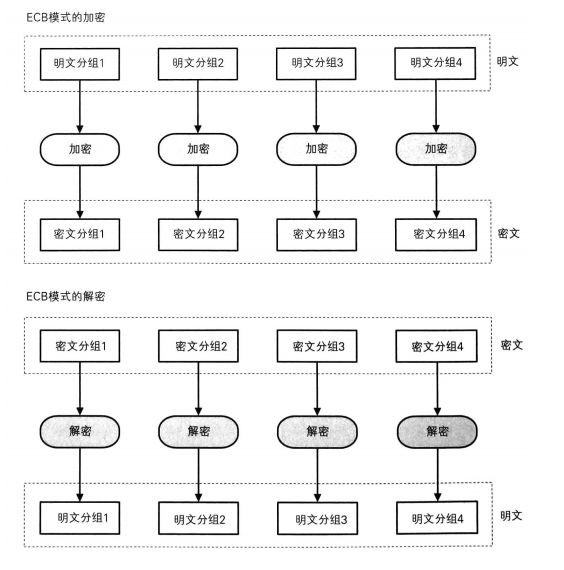 ECB模式的加密
明文分组1 明文分组2 明文分组3 明文分组4 明文
加密 加密 加密 加密
密文分组1 密文分组2 密文分组3 密文分组4 密文
ECB模式的解密
密文分组1 密文分组2 密文分组3 密文分组4 密文
解密 解密 解密 解密
明文分组1 明文分组2 明文分组3 明文分组4 明文